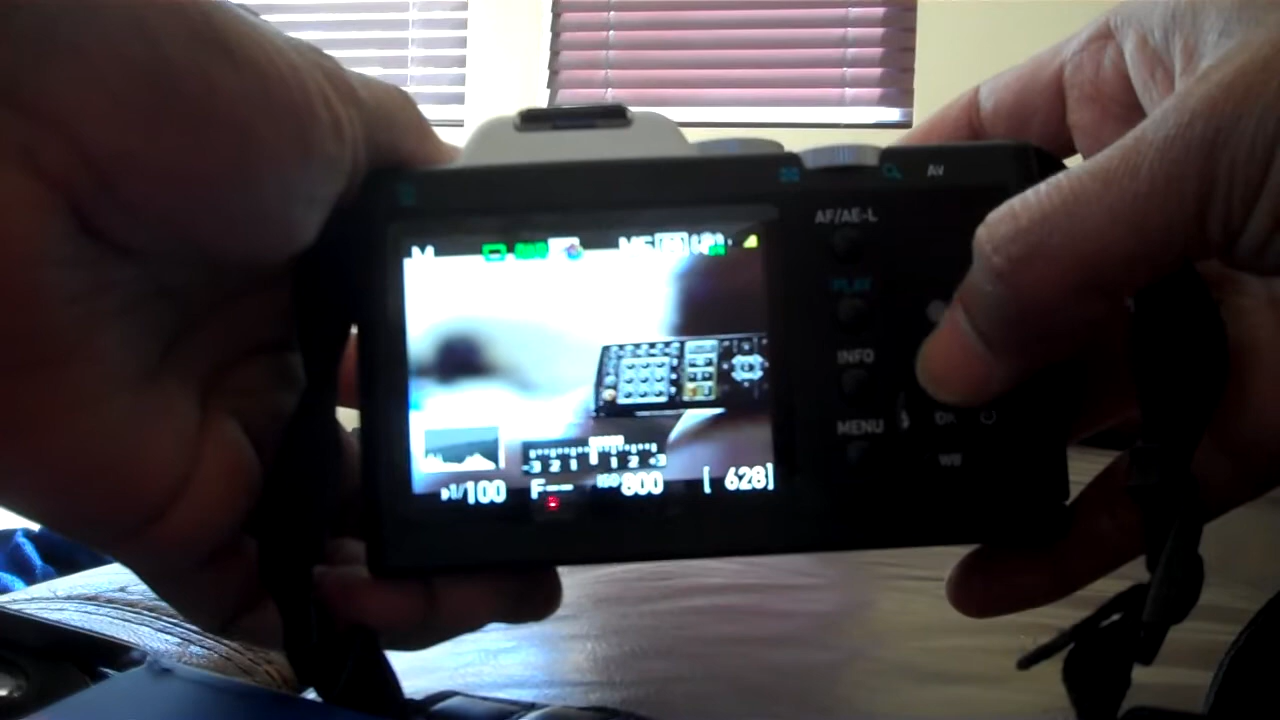 AV
AF/AE-L
M
PLAY
INFO
MENU
OK
WB
-3 2 1 1 2 +3
1/100 F-- ISO 800 [ 628]